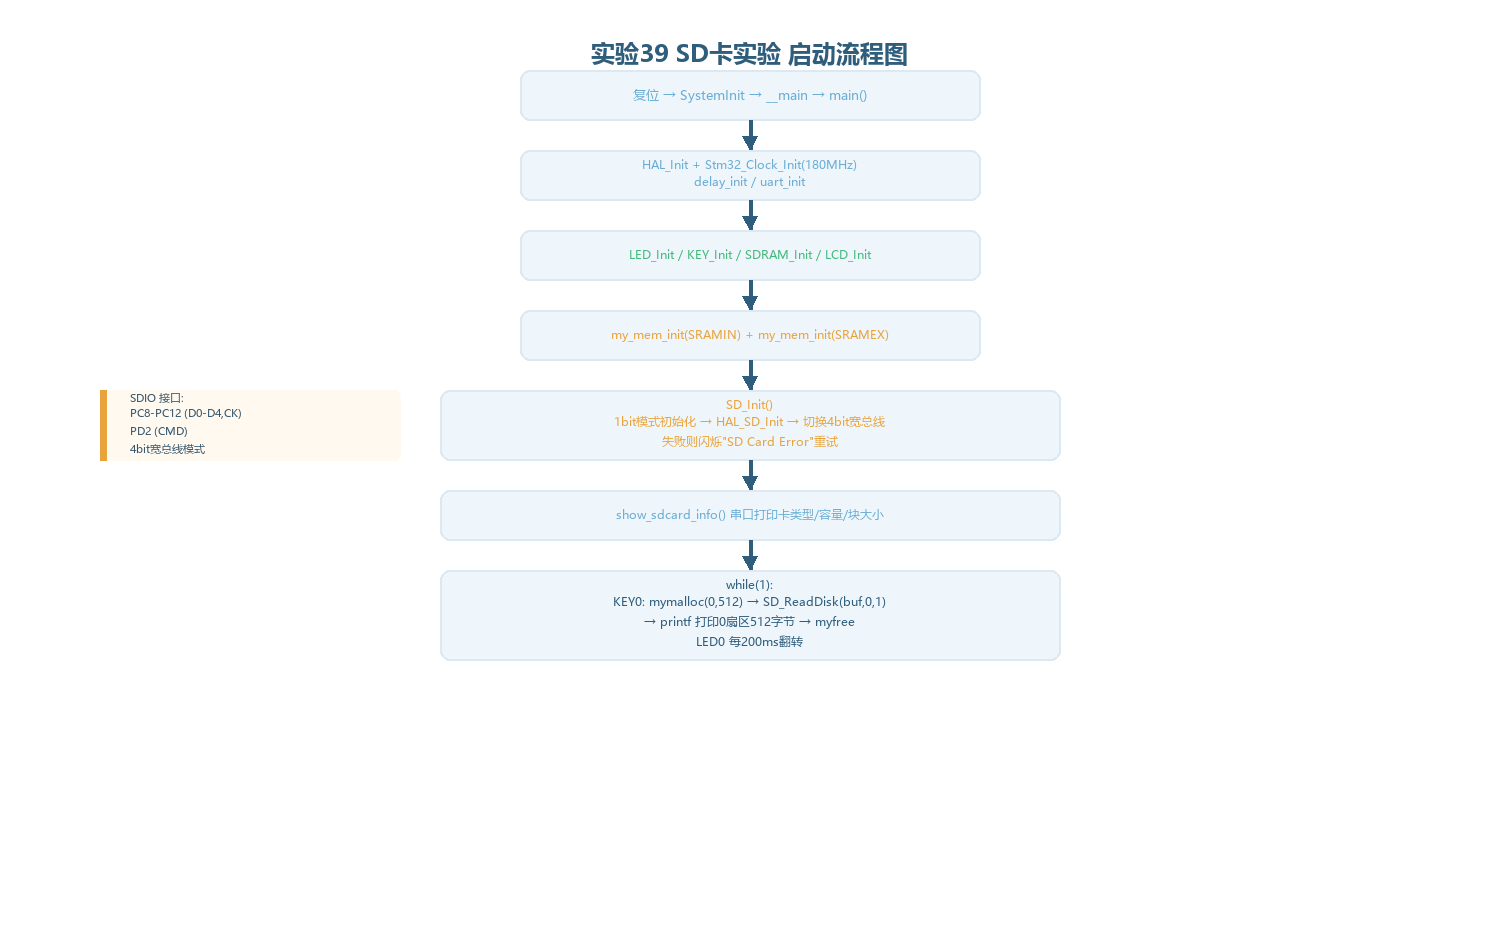 实验39 SD卡实验 启动流程图
复位 → SystemInit → __main → main()
HAL_Init + Stm32_Clock_Init(180MHz)
delay_init / uart_init
LED_Init / KEY_Init / SDRAM_Init / LCD_Init
my_mem_init(SRAMIN) + my_mem_init(SRAMEX)
SDIO 接口:
PC8-PC12 (D0-D4,CK)
PD2 (CMD)
4bit宽总线模式
SD_Init()
1bit模式初始化 → HAL_SD_Init → 切换4bit宽总线
失败则闪烁"SD Card Error"重试
show_sdcard_info() 串口打印卡类型/容量/块大小
while(1):
KEY0: mymalloc(0,512) → SD_ReadDisk(buf,0,1)
→ printf 打印0扇区512字节 → myfree
LED0 每200ms翻转